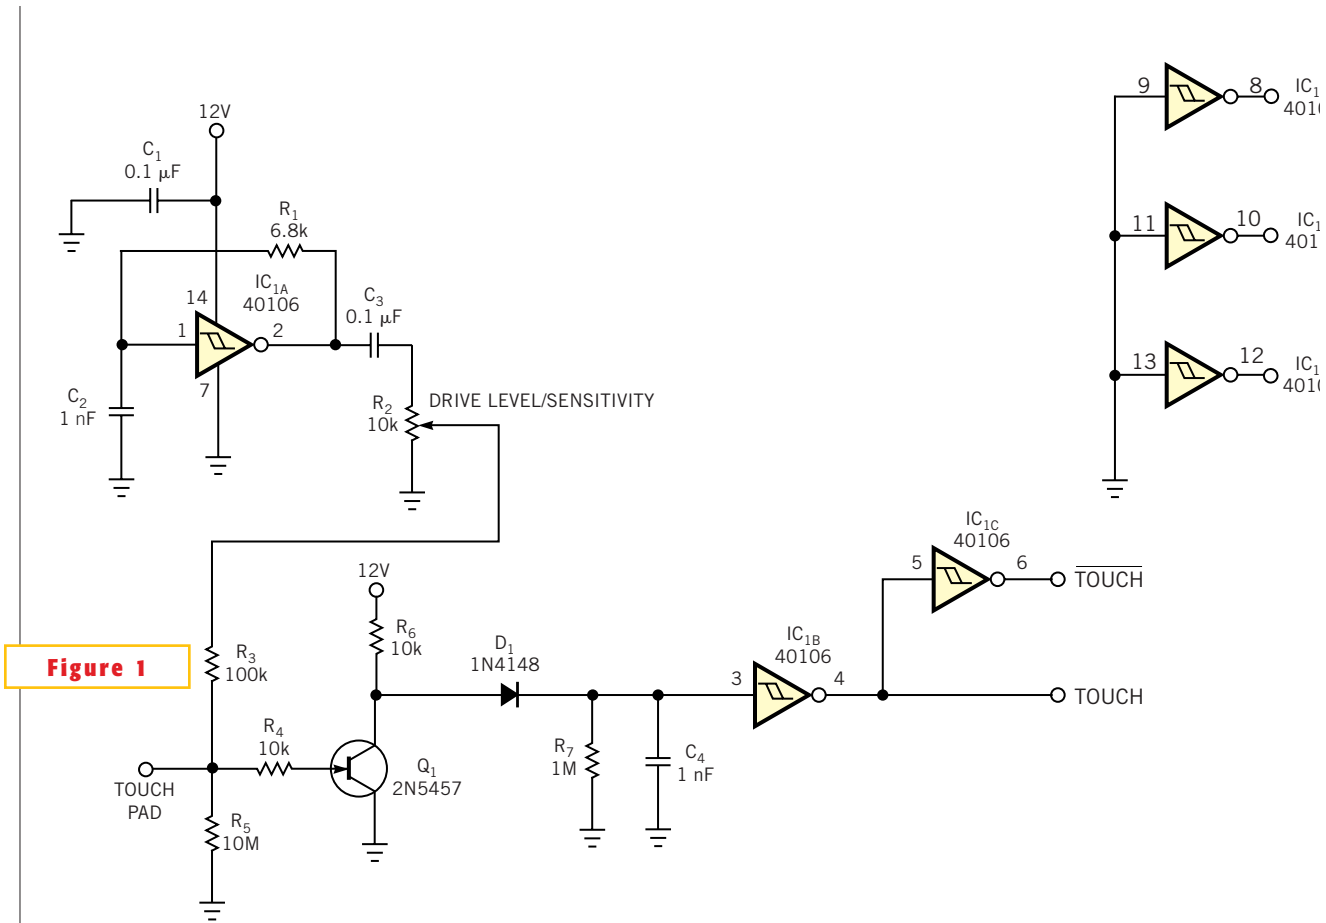 12V
C1
0.1 μF
R1
6.8k
IC1A
40106
14
1
2
7
C2
1 nF
C3
0.1 μF
R2
10k
DRIVE LEVEL/SENSITIVITY
9
8
11
10
13
12
Figure 1
R3
100k
12V
R6
10k
D1
1N4148
IC1B
40106
3
4
IC1C
40106
5
6
TOUCH
TOUCH
R4
10k
Q1
2N5457
TOUCH
PAD
R5
10M
R7
1M
C4
1 nF